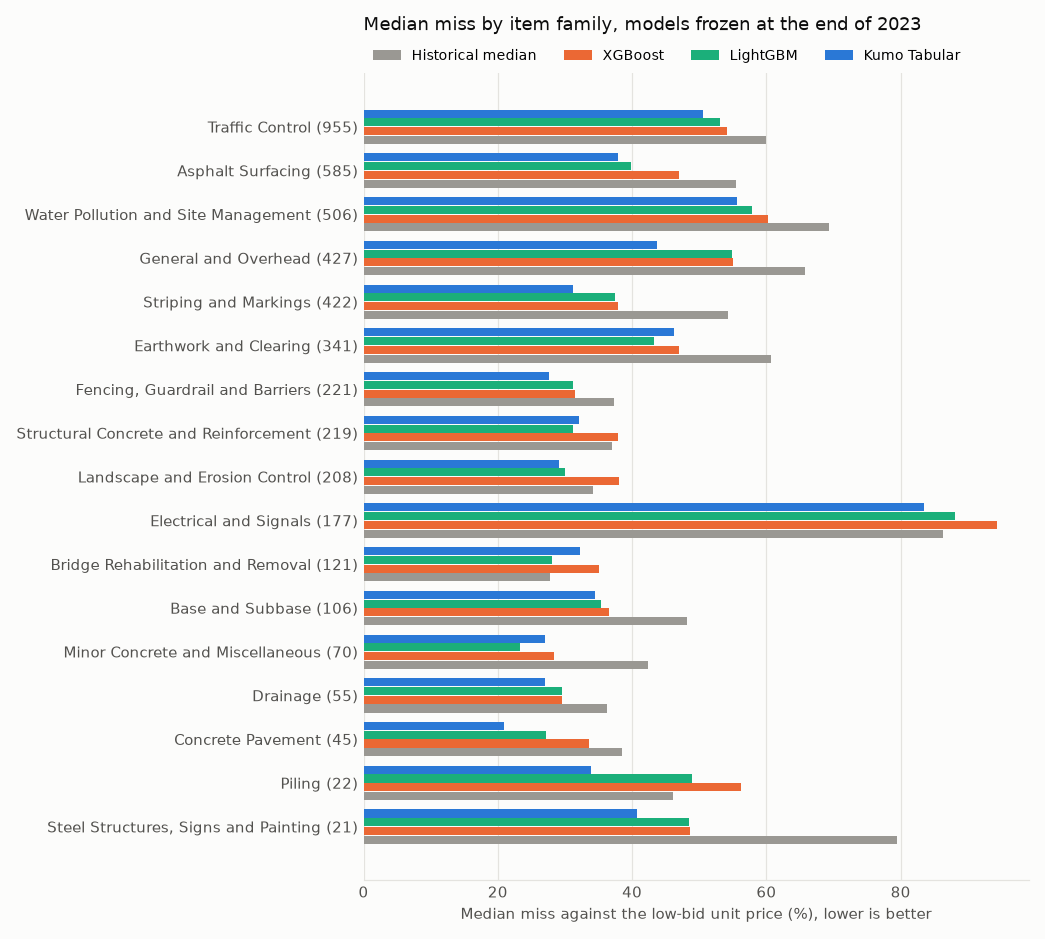 Median miss by item family, models frozen at the end of 2023
Historical median XGBoost LightGBM Kumo Tabular
Traffic Control (955)
Asphalt Surfacing (585)
Water Pollution and Site Management (506)
General and Overhead (427)
Striping and Markings (422)
Earthwork and Clearing (341)
Fencing, Guardrail and Barriers (221)
Structural Concrete and Reinforcement (219)
Landscape and Erosion Control (208)
Electrical and Signals (177)
Bridge Rehabilitation and Removal (121)
Base and Subbase (106)
Minor Concrete and Miscellaneous (70)
Drainage (55)
Concrete Pavement (45)
Piling (22)
Steel Structures, Signs and Painting (21)
0 20 40 60 80
Median miss against the low-bid unit price (%), lower is better